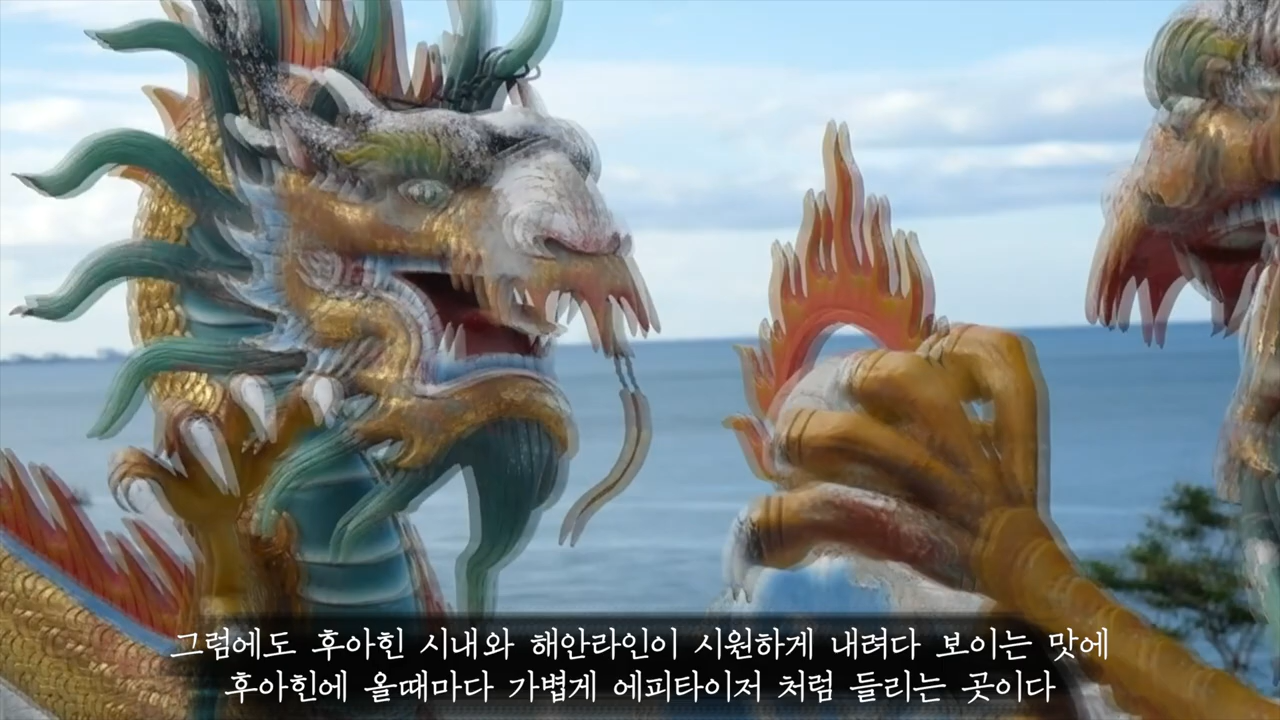 그럼에도 후아힌 시내와 해안라인이 시원하게 내려다 보이는 맛에
후아힌에 올때마다 가볍게 에피타이저 처럼 들리는 곳이다